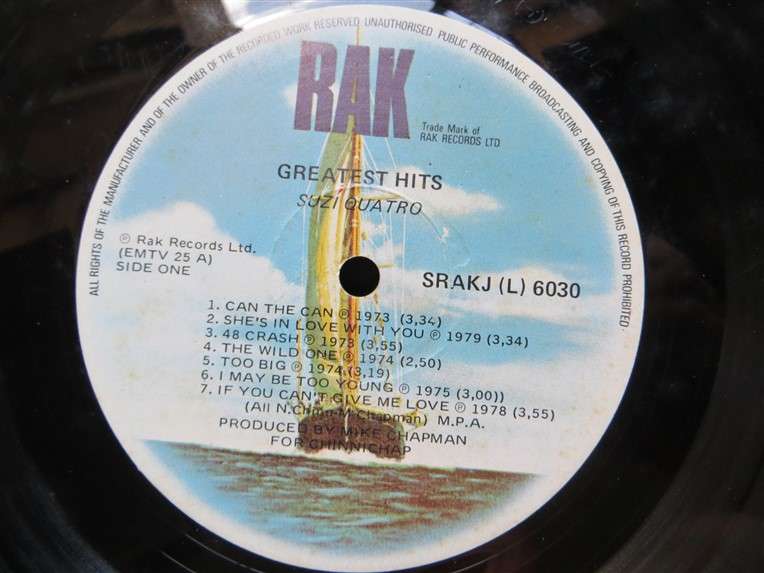 ALL RIGHTS OF THE MANUFACTURER AND OF THE OWNER OF THE RECORDED WORK RESERVED UNAUTHORISED PUBLIC PERFORMANCE BROADCASTING AND COPYING OF THIS RECORD PROHIBITED.
RAK
Trade Mark of
RAK RECORDS LTD
GREATEST HITS
SUZI QUATRO
℗ Rak Records Ltd.
(EMTV 25 A)
SIDE ONE
SRAKJ (L) 6030
1. CAN THE CAN ℗ 1973 (3,34)
2. SHE'S IN LOVE WITH YOU ℗ 1979 (3,34)
3. 48 CRASH ℗ 1973 (3,55)
4. THE WILD ONE ℗ 1974 (2,50)
5. TOO BIG ℗ 1974 (3,19)
6. I MAY BE TOO YOUNG ℗ 1975 (3,00))
7. IF YOU CAN'T GIVE ME LOVE ℗ 1978 (3,55)
(All N.Chinn-M.Chapman) M.P.A.
PRODUCED BY MIKE CHAPMAN
FOR CHINNICHAP